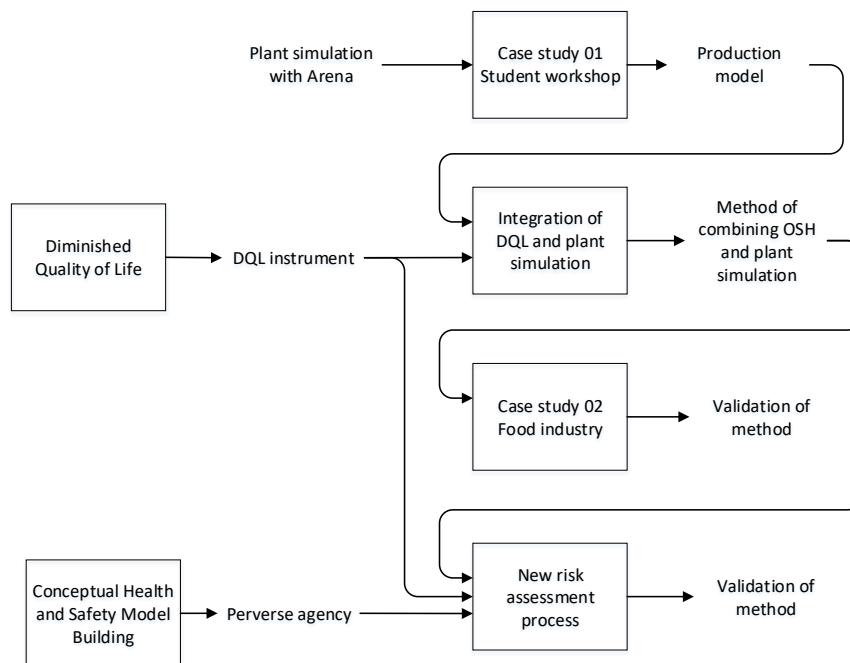 Plant simulation
with Arena
Case study 01
Student workshop
Production
model
Diminished
Quality of Life
DQL instrument
Integration of
DQL and plant
simulation
Method of
combining OSH
and plant
simulation
Case study 02
Food industry
Validation of
method
Conceptual Health
and Safety Model
Building
Perverse agency
New risk
assessment
process
Validation of
method